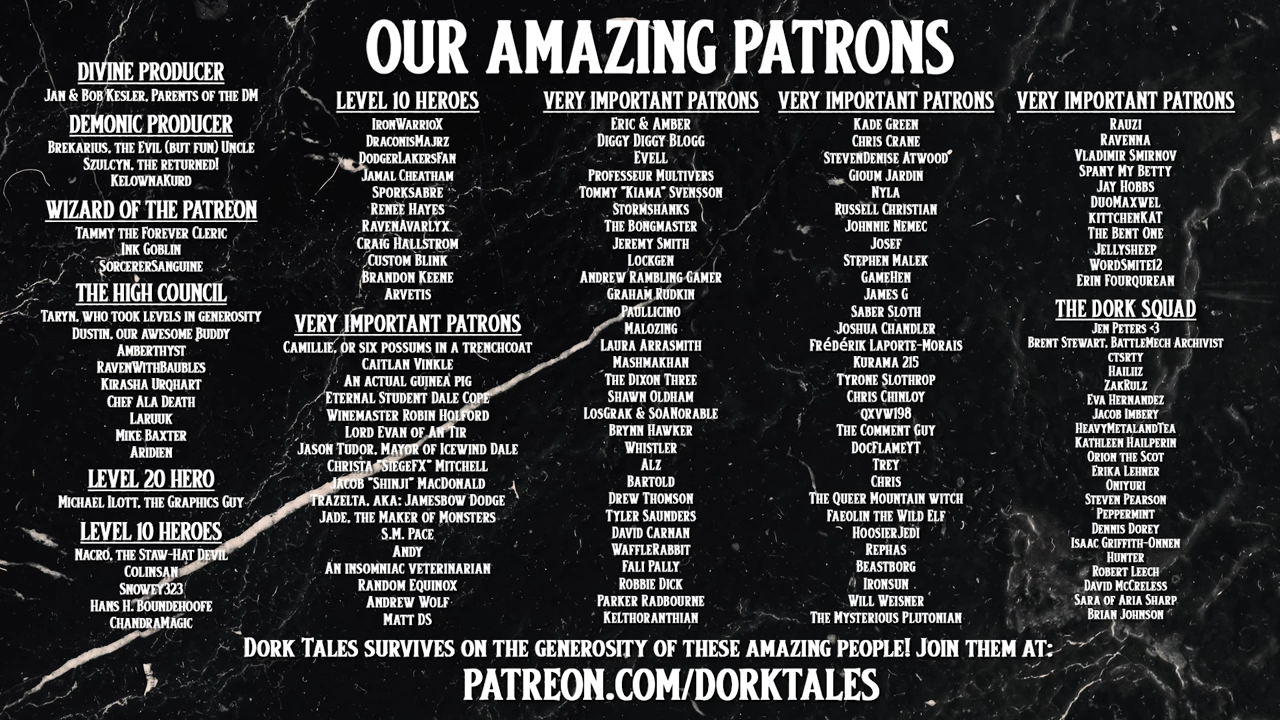 OUR AMAZING PATRONS
DIVINE PRODUCER
JAN & BOB KESLER, PARENTS OF THE DM
DEMONIC PRODUCER
BREKARIUS, THE EVIL (BUT FUN) UNCLE
SZULCYN, THE RETURNED!
KELOWNAKURD
WIZARD OF THE PATREON
TAMMY THE FOREVER CLERIC
INK GOBLIN
SORCERERSANGUINE
THE HIGH COUNCIL
TARYN, WHO TOOK LEVELS IN GENEROSITY
DUSTIN, OUR AWESOME BUDDY
AMBERTHYST
RAVENWITHBAUBLES
KIRASHA URQHART
CHEF ALA DEATH
LARUUK
MIKE BAXTER
ARIDIEN
LEVEL 20 HERO
MICHAEL ILOTT, THE GRAPHICS GUY
LEVEL 10 HEROES
NACRO, THE STAW-HAT DEVIL
COLINSAN
SNOWEY323
HANS H. BOUNDEHOOFE
CHANDRAMAGIC
LEVEL 10 HEROES
IRONWARRIOX
DRACONISMAJRZ
DODGERLAKERSFAN
JAMAL CHEATHAM
SPORKSABRE
RENEE HAYES
RAVENAVARLYX
CRAIG HALLSTROM
CUSTOM BLINK
BRANDON KEENE
ARVETIS
VERY IMPORTANT PATRONS
CAMILLIE, OR SIX POSSUMS IN A TRENCHCOAT
CAITLAN VINKLE
AN ACTUAL GUINEA PIG
ETERNAL STUDENT DALE COPE
WINEMASTER ROBIN HOLFORD
LORD EVAN OF AN TIR
JASON TUDOR, MAYOR OF ICEWIND DALE
CHRISTA "SIEGEFX" MITCHELL
JACOB "SHINJI" MACDONALD
TRAZELTA, AKA: JAMESBOW DODGE
JADE, THE MAKER OF MONSTERS
S.M. PACE
ANDY
AN INSOMNIAC VETERINARIAN
RANDOM EQUINOX
ANDREW WOLF
MATT DS
VERY IMPORTANT PATRONS
ERIC & AMBER
DIGGY DIGGY BLOGG
EVELL
PROFESSEUR MULTIVERS
TOMMY "KIAMA" SVENSSON
STORMSHANKS
THE BONGMASTER
JEREMY SMITH
LOCKGEN
ANDREW RAMBLING GAMER
GRAHAM RUDKIN
PAULLICINO
MALOZING
LAURA ARRASMITH
MASHMAKHAN
THE DIXON THREE
SHAWN OLDHAM
LOSGRAK & SOANORABLE
BRYNN HAWKER
WHISTLER
ALZ
BARTOLD
DREW THOMSON
TYLER SAUNDERS
DAVID CARNAN
WAFFLERABBIT
FALI PALLY
ROBBIE DICK
PARKER RADBOURNE
KELTHORANTHIAN
VERY IMPORTANT PATRONS
KADE GREEN
CHRIS CRANE
STEVENDENISE ATWOOD
GIOUM JARDIN
NYLA
RUSSELL CHRISTIAN
JOHNNIE NEMEC
JOSEF
STEPHEN MALEK
GAMEHEN
JAMES G
SABER SLOTH
JOSHUA CHANDLER
FRÉDÉRIK LAPORTE-MORAIS
KURAMA 215
TYRONE SLOTHROP
CHRIS CHINLOY
QXVW198
THE COMMENT GUY
DOCFLAMEYT
TREY
CHRIS
THE QUEER MOUNTAIN WITCH
FAEOLIN THE WILD ELF
HOOSIERJEDI
REPHAS
BEASTBORG
IRONSUN
WILL WEISNER
THE MYSTERIOUS PLUTONIAN
VERY IMPORTANT PATRONS
RAUZI
RAVENNA
VLADIMIR SMIRNOV
SPANY MY BETTY
JAY HOBBS
DUOMAXWEL
KITTCHENKAT
THE BENT ONE
JELLYSHEEP
WORDSMITE12
ERIN FOURQUREAN
THE DORK SQUAD
JEN PETERS <3
BRENT STEWART, BATTLEMECH ARCHIVIST
CTSRTY
HAILIIZ
ZAKRULZ
EVA HERNANDEZ
JACOB IMBERY
HEAVYMETALANDTEA
KATHLEEN HAILPERIN
ORION THE SCOT
ERIKA LEHNER
ONIYURI
STEVEN PEARSON
PEPPERMINT
DENNIS DOREY
ISAAC GRIFFITH-ONNEN
HUNTER
ROBERT LEECH
DAVID MCCRELESS
SARA OF ARIA SHARP
BRIAN JOHNSON
DORK TALES SURVIVES ON THE GENEROSITY OF THESE AMAZING PEOPLE! JOIN THEM AT:
PATREON.COM/DORKTALES